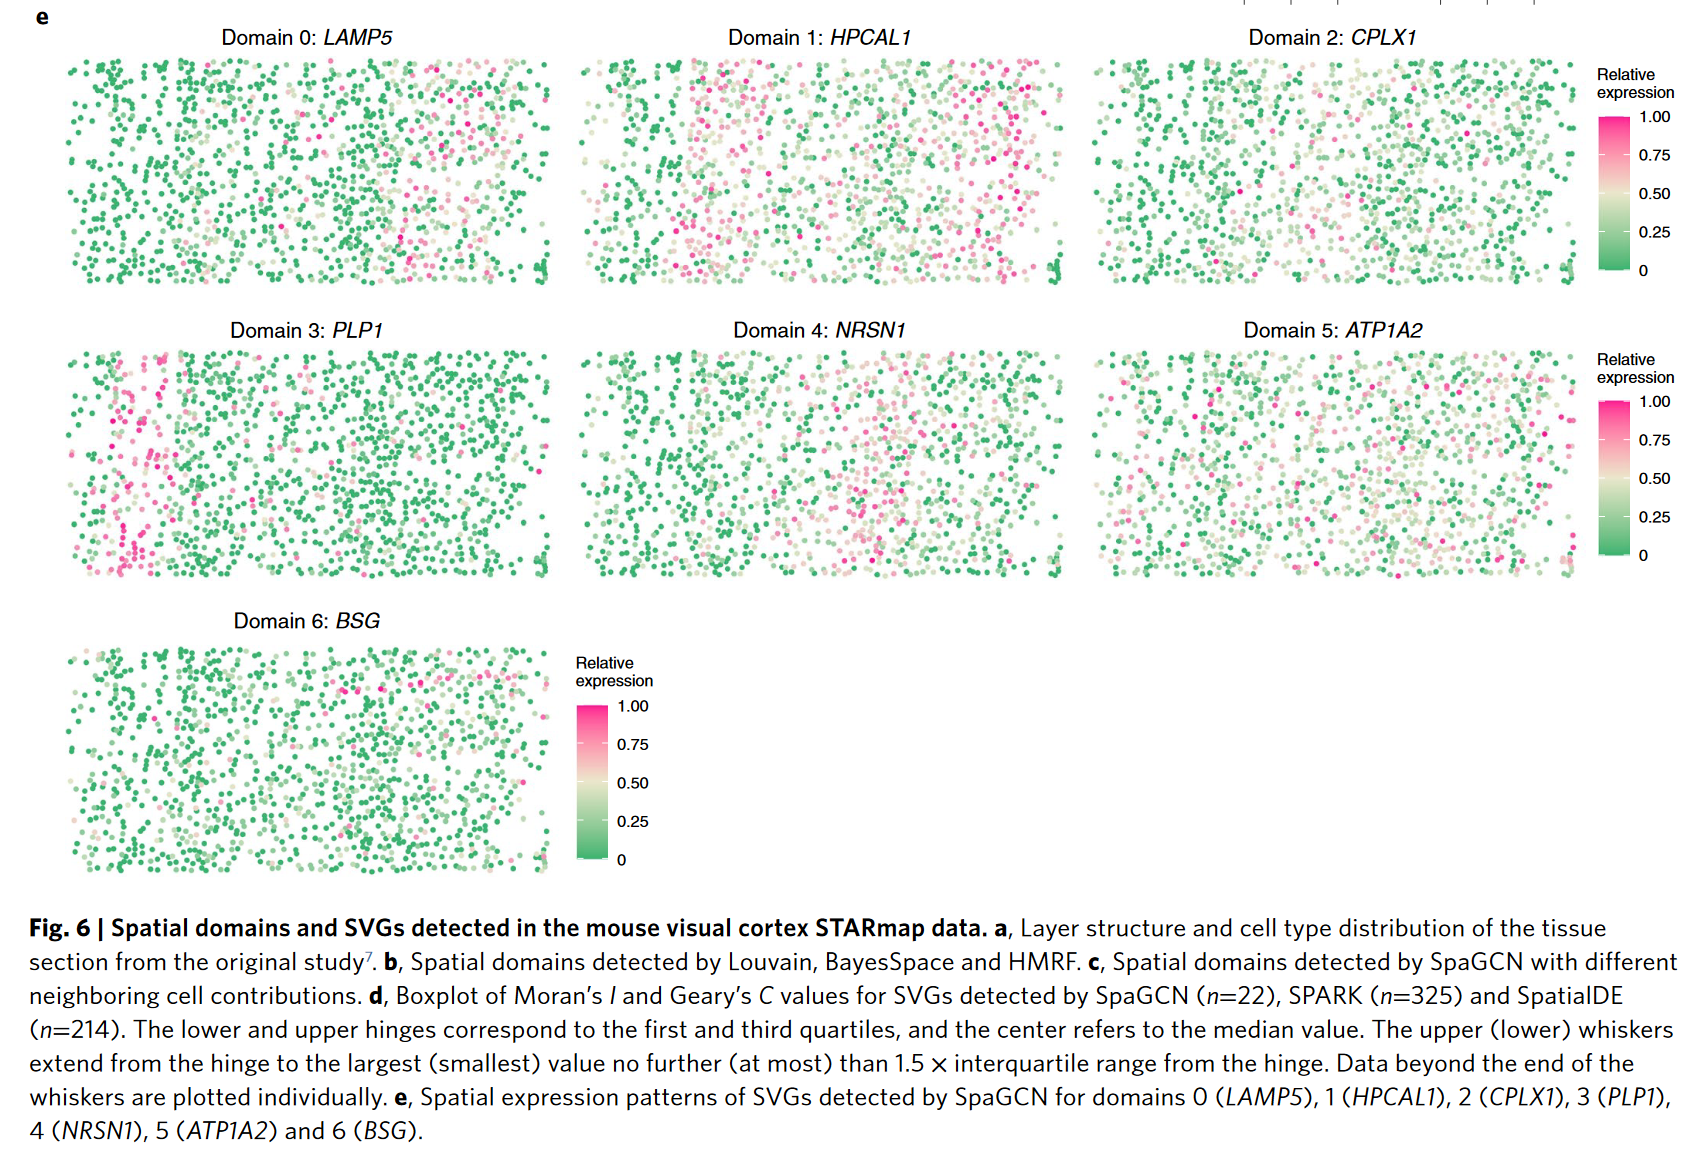 e
Domain 0: LAMP5
Domain 1: HPCAL1
Domain 2: CPLX1
Relative
expression
1.00
0.75
0.50
0.25
0
Domain 3: PLP1
Domain 4: NRSN1
Domain 5: ATP1A2
Relative
expression
1.00
0.75
0.50
0.25
0
Domain 6: BSG
Relative
expression
1.00
0.75
0.50
0.25
0
Fig. 6 | Spatial domains and SVGs detected in the mouse visual cortex STARmap data. a, Layer structure and cell type distribution of the tissue
section from the original study7. b, Spatial domains detected by Louvain, BayesSpace and HMRF. c, Spatial domains detected by SpaGCN with different
neighboring cell contributions. d, Boxplot of Moran's I and Geary's C values for SVGs detected by SpaGCN (n=22), SPARK (n=325) and SpatialDE
(n=214). The lower and upper hinges correspond to the first and third quartiles, and the center refers to the median value. The upper (lower) whiskers
extend from the hinge to the largest (smallest) value no further (at most) than 1.5 × interquartile range from the hinge. Data beyond the end of the
whiskers are plotted individually. e, Spatial expression patterns of SVGs detected by SpaGCN for domains 0 (LAMP5), 1 (HPCAL1), 2 (CPLX1), 3 (PLP1),
4 (NRSN1), 5 (ATP1A2) and 6 (BSG).